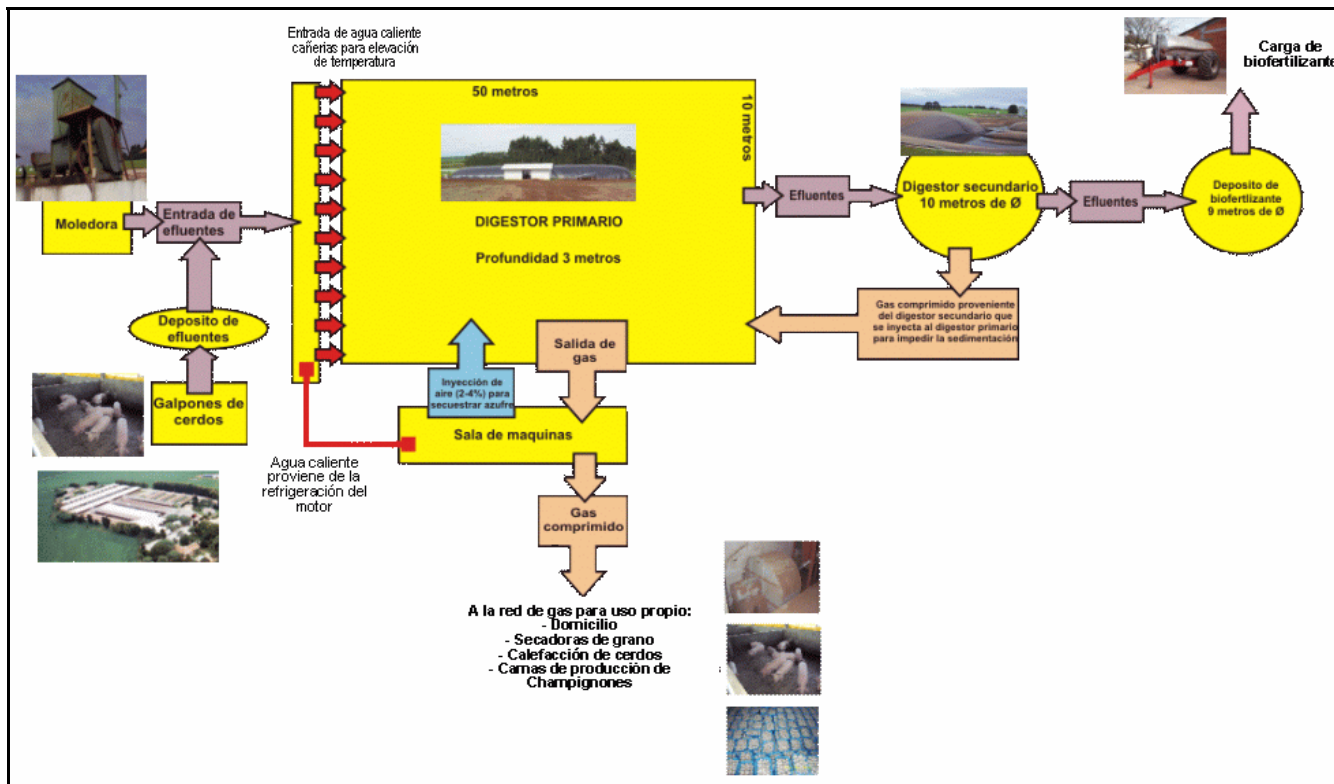 Entrada de agua caliente
cañerias para elevación
de temperatura
Carga de
biofertilizante
50 metros
10 metros
Moledora
Entrada de
efluentes
DIGESTOR PRIMARIO
Profundidad 3 metros
Efluentes
Digestor secundario
10 metros de Ø
Efluentes
Deposito de
biofertlizante
9 metros de Ø
Deposito de
efluentes
Galpones de
cerdos
Inyección de
aire (2-4%) para
secuestrar azufre
Salida de
gas
Gas comprimido proveniente
del digestor secundario que
se inyecta al digestor primario
para impedir la sedimentación
Sala de maquinas
Agua caliente
proviene de la
refrigeración del
motor
Gas
comprimido
A la red de gas para uso propio:
- Domicilio
- Secadoras de grano
- Calefacción de cerdos
- Camas de producción de
Champignones
s